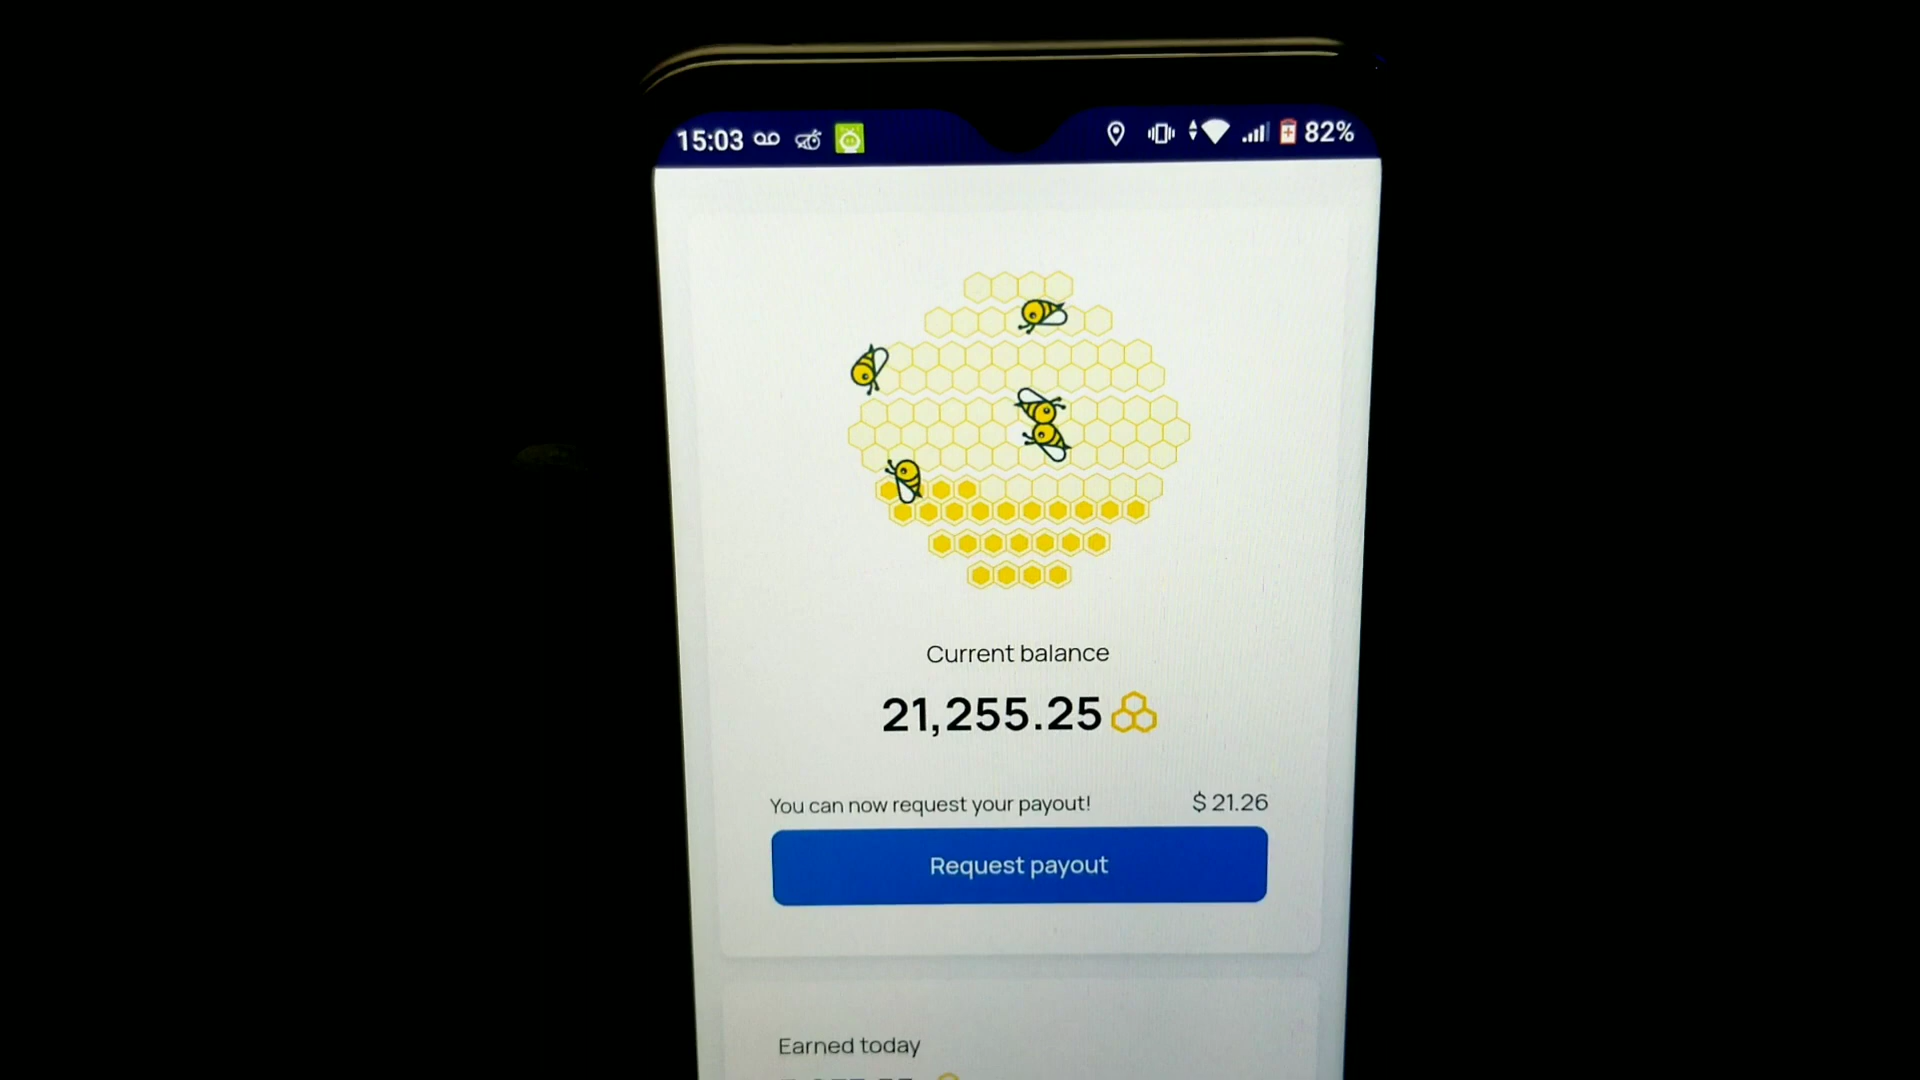 15:03
82%
Current balance
21,255.25
You can now request your payout! $ 21.26
Request payout
Earned today